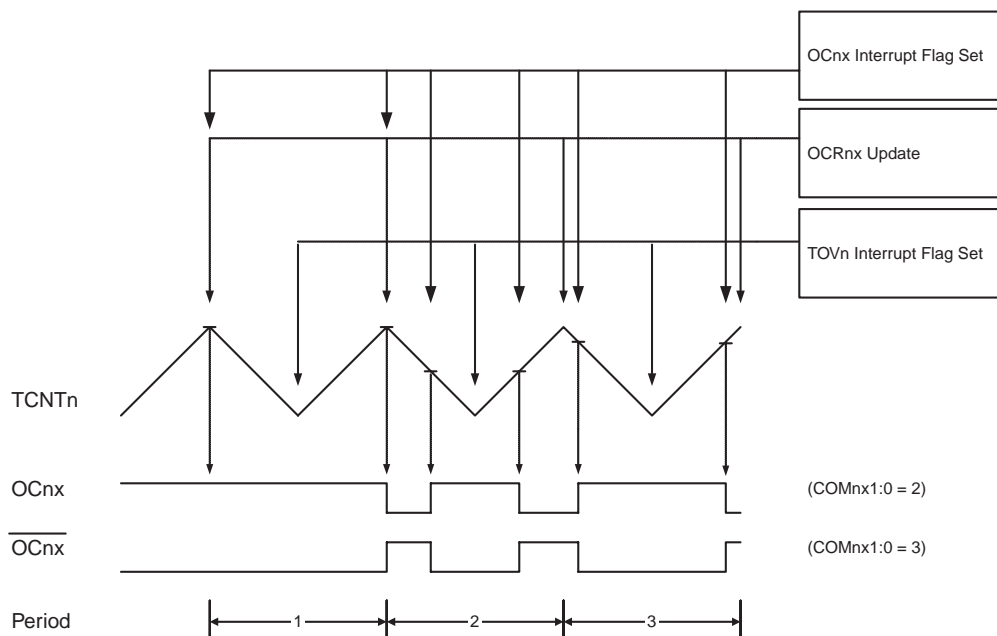 OCnx Interrupt Flag Set
OCRnx Update
TOVn Interrupt Flag Set
TCNTn
OCnx
(COMnx1:0 = 2)
OCnx
(COMnx1:0 = 3)
Period
1
2
3